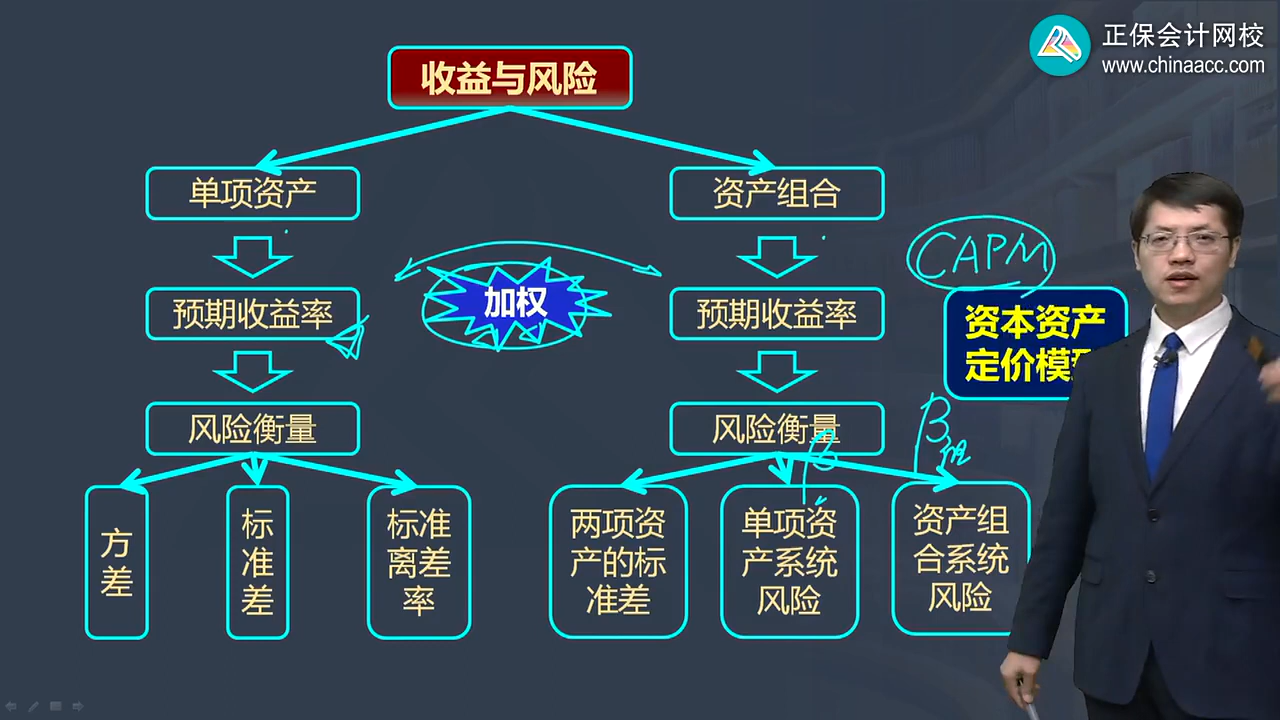 正保会计网校
www.chinaacc.com
收益与风险
单项资产
资产组合
预期收益率
加权
预期收益率
CAPM
资本资产
定价模型
风险衡量
风险衡量
β
β组
方差
标准差
标准
离差
率
两项资
产的标
准差
单项资
产系统
风险
资产组
合系统
风险